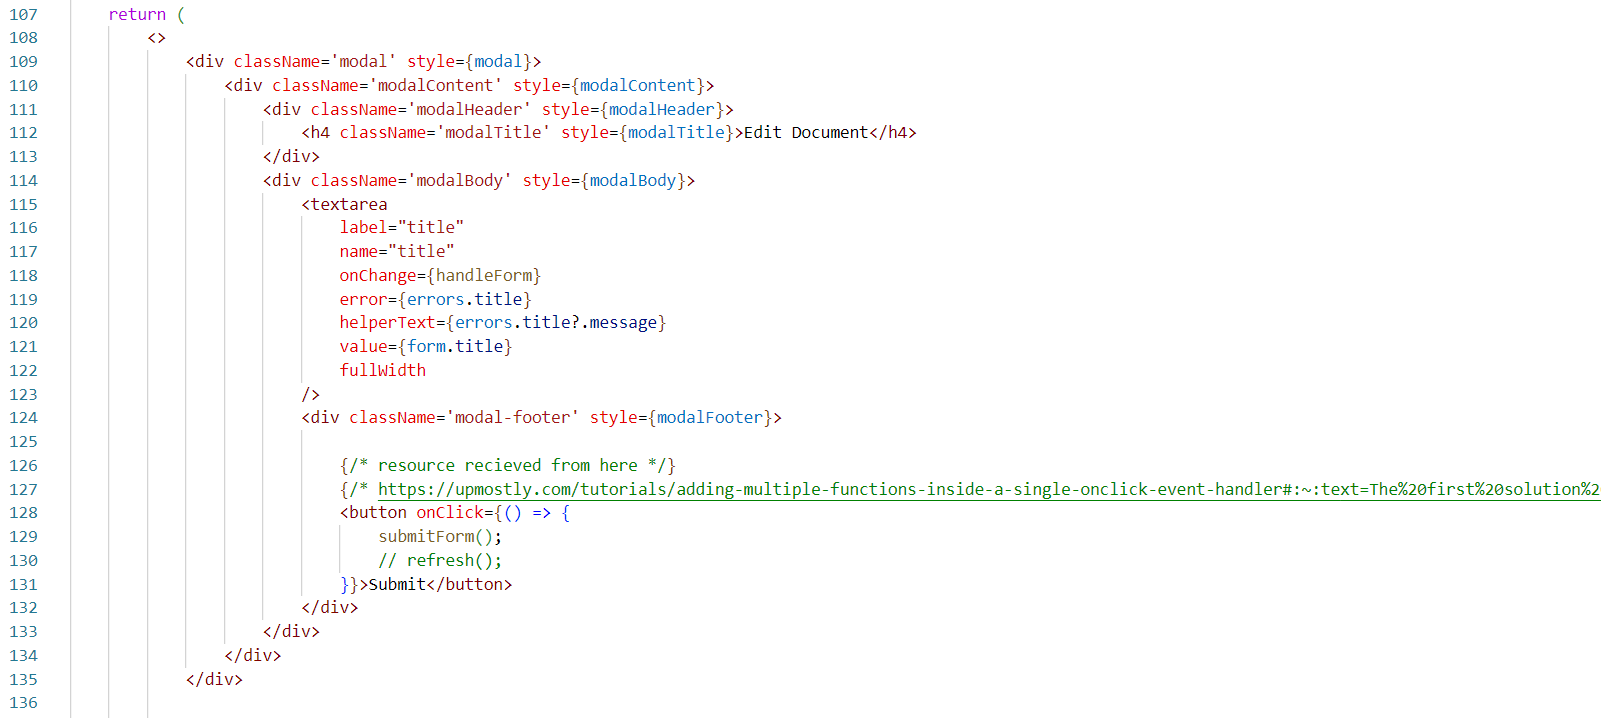 107 return (
108 <>
109 <div className='modal' style={modal}>
110 <div className='modalContent' style={modalContent}>
111 <div className='modalHeader' style={modalHeader}>
112 <h4 className='modalTitle' style={modalTitle}>Edit Document</h4>
113 </div>
114 <div className='modalBody' style={modalBody}>
115 <textarea
116 label="title"
117 name="title"
118 onChange={handleForm}
119 error={errors.title}
120 helperText={errors.title?.message}
121 value={form.title}
122 fullWidth
123 />
124 <div className='modal-footer' style={modalFooter}>
125
126 {/* resource recieved from here */}
127 {/* https://upmostly.com/tutorials/adding-multiple-functions-inside-a-single-onclick-event-handler#:~:text=The%20first%20solution%2
128 <button onClick={() => {
129 submitForm();
130 // refresh();
131 }}>Submit</button>
132 </div>
133 </div>
134 </div>
135 </div>
136